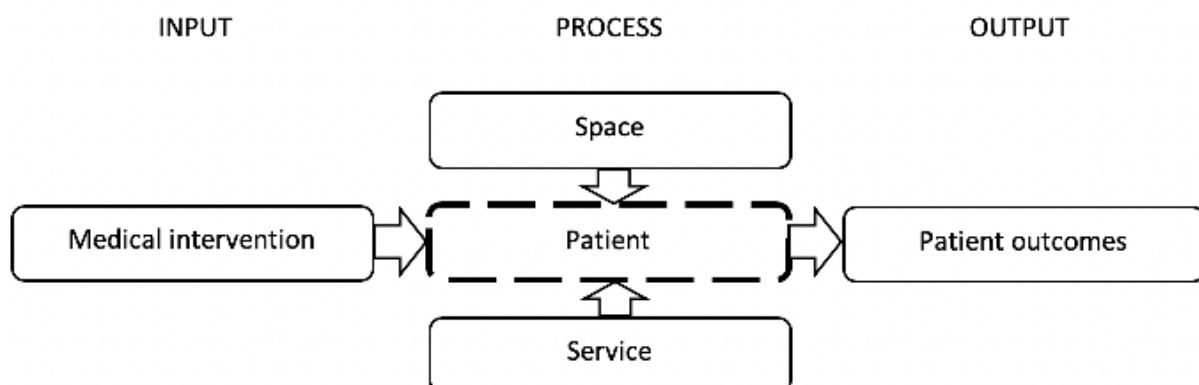 INPUT PROCESS OUTPUT
Space
Medical intervention Patient Patient outcomes
Service